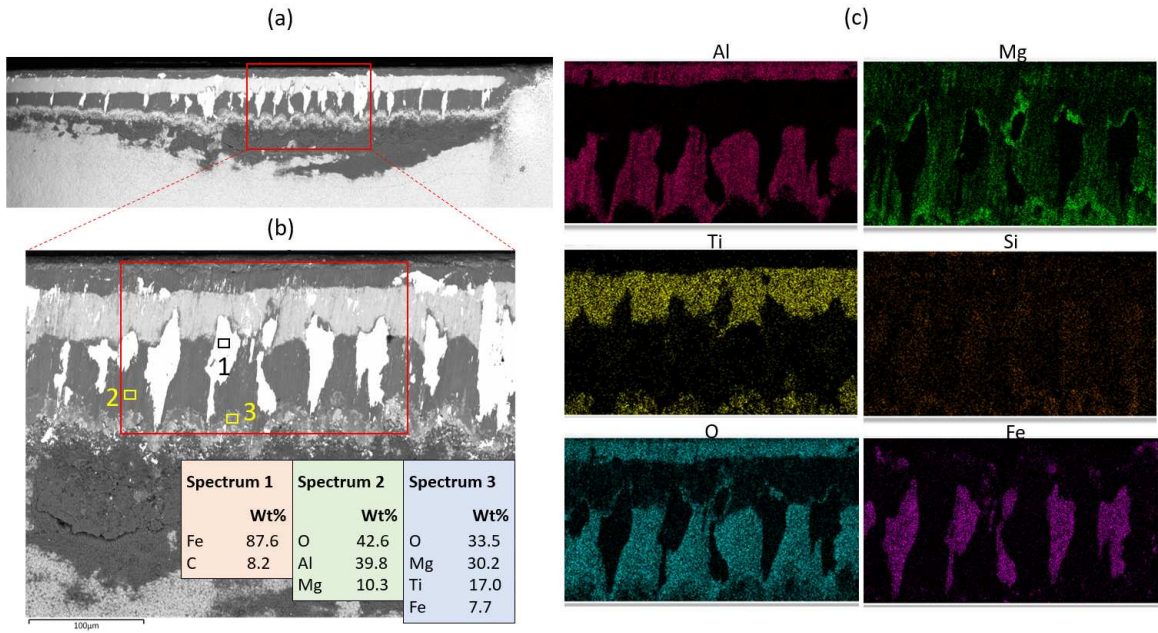 (a)
(b)
1
2
3
Spectrum 1
Wt%
Fe 87.6
C 8.2
Spectrum 2
Wt%
O 42.6
Al 39.8
Mg 10.3
Spectrum 3
Wt%
O 33.5
Mg 30.2
Ti 17.0
Fe 7.7
100µm
(c)
Al Mg
Ti Si
O Fe